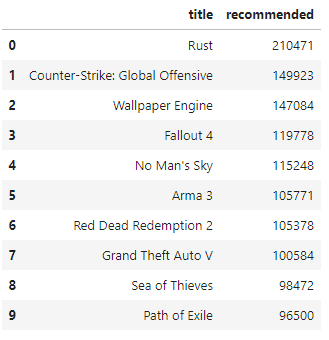 title recommended
0 Rust 210471
1 Counter-Strike: Global Offensive 149923
2 Wallpaper Engine 147084
3 Fallout 4 119778
4 No Man's Sky 115248
5 Arma 3 105771
6 Red Dead Redemption 2 105378
7 Grand Theft Auto V 100584
8 Sea of Thieves 98472
9 Path of Exile 96500